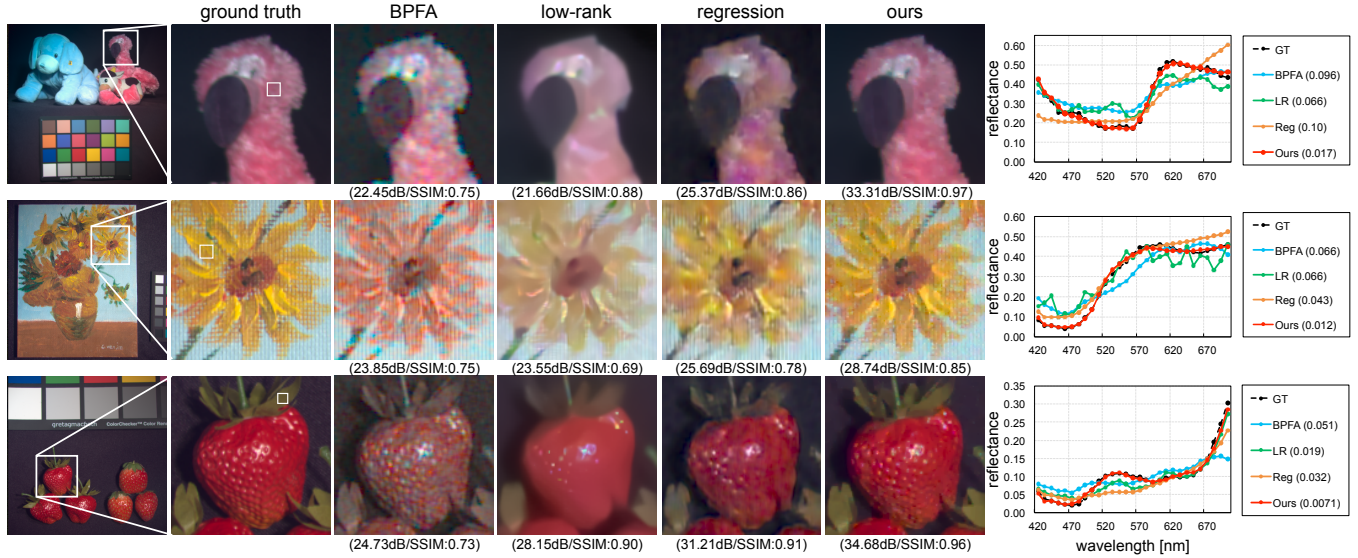 ground truth BPFA low-rank regression ours
(22.45dB/SSIM:0.75) (21.66dB/SSIM:0.88) (25.37dB/SSIM:0.86) (33.31dB/SSIM:0.97)
reflectance
0.60
0.50
0.40
0.30
0.20
0.10
0.00
420 470 520 570 620 670
GT
BPFA (0.096)
LR (0.066)
Reg (0.10)
Ours (0.017)
(23.85dB/SSIM:0.75) (23.55dB/SSIM:0.69) (25.69dB/SSIM:0.78) (28.74dB/SSIM:0.85)
reflectance
0.60
0.50
0.40
0.30
0.20
0.10
0.00
420 470 520 570 620 670
GT
BPFA (0.066)
LR (0.066)
Reg (0.043)
Ours (0.012)
gretagmacbeth ColorChecker Color
(24.73dB/SSIM:0.73) (28.15dB/SSIM:0.90) (31.21dB/SSIM:0.91) (34.68dB/SSIM:0.96)
reflectance
0.35
0.30
0.25
0.20
0.15
0.10
0.05
0.00
420 470 520 570 620 670
wavelength [nm]
GT
BPFA (0.051)
LR (0.019)
Reg (0.032)
Ours (0.0071)